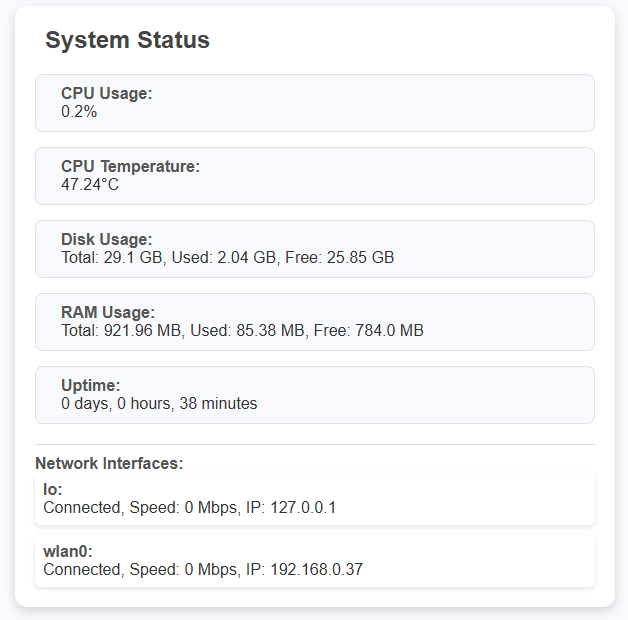 System Status
CPU Usage:
0.2%
CPU Temperature:
47.24°C
Disk Usage:
Total: 29.1 GB, Used: 2.04 GB, Free: 25.85 GB
RAM Usage:
Total: 921.96 MB, Used: 85.38 MB, Free: 784.0 MB
Uptime:
0 days, 0 hours, 38 minutes
Network Interfaces:
lo:
Connected, Speed: 0 Mbps, IP: 127.0.0.1
wlan0:
Connected, Speed: 0 Mbps, IP: 192.168.0.37